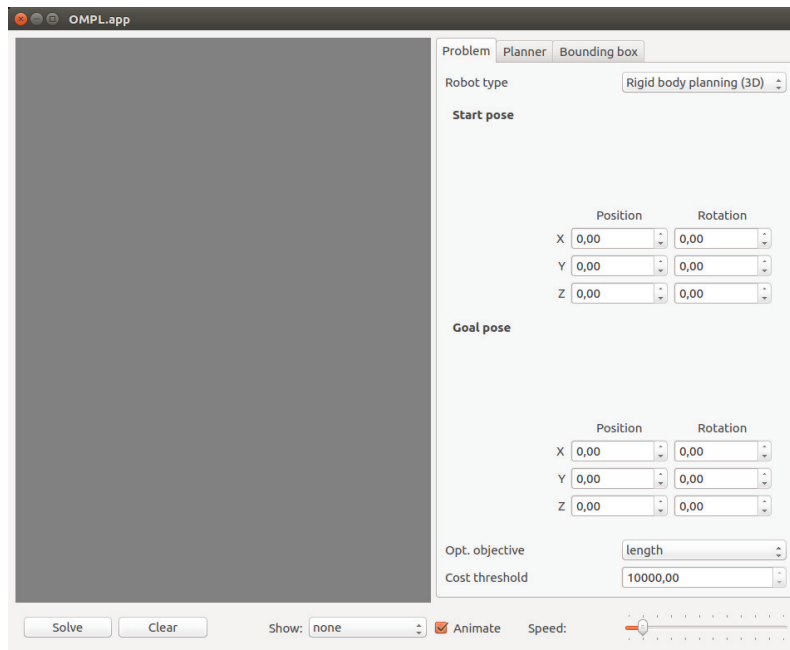 OMPL.app
Problem Planner Bounding box
Robot type Rigid body planning (3D)
Start pose
Position Rotation
X 0,00 0,00
Y 0,00 0,00
Z 0,00 0,00
Goal pose
Position Rotation
X 0,00 0,00
Y 0,00 0,00
Z 0,00 0,00
Opt. objective length
Cost threshold 10000,00
Solve Clear Show: none Animate Speed: